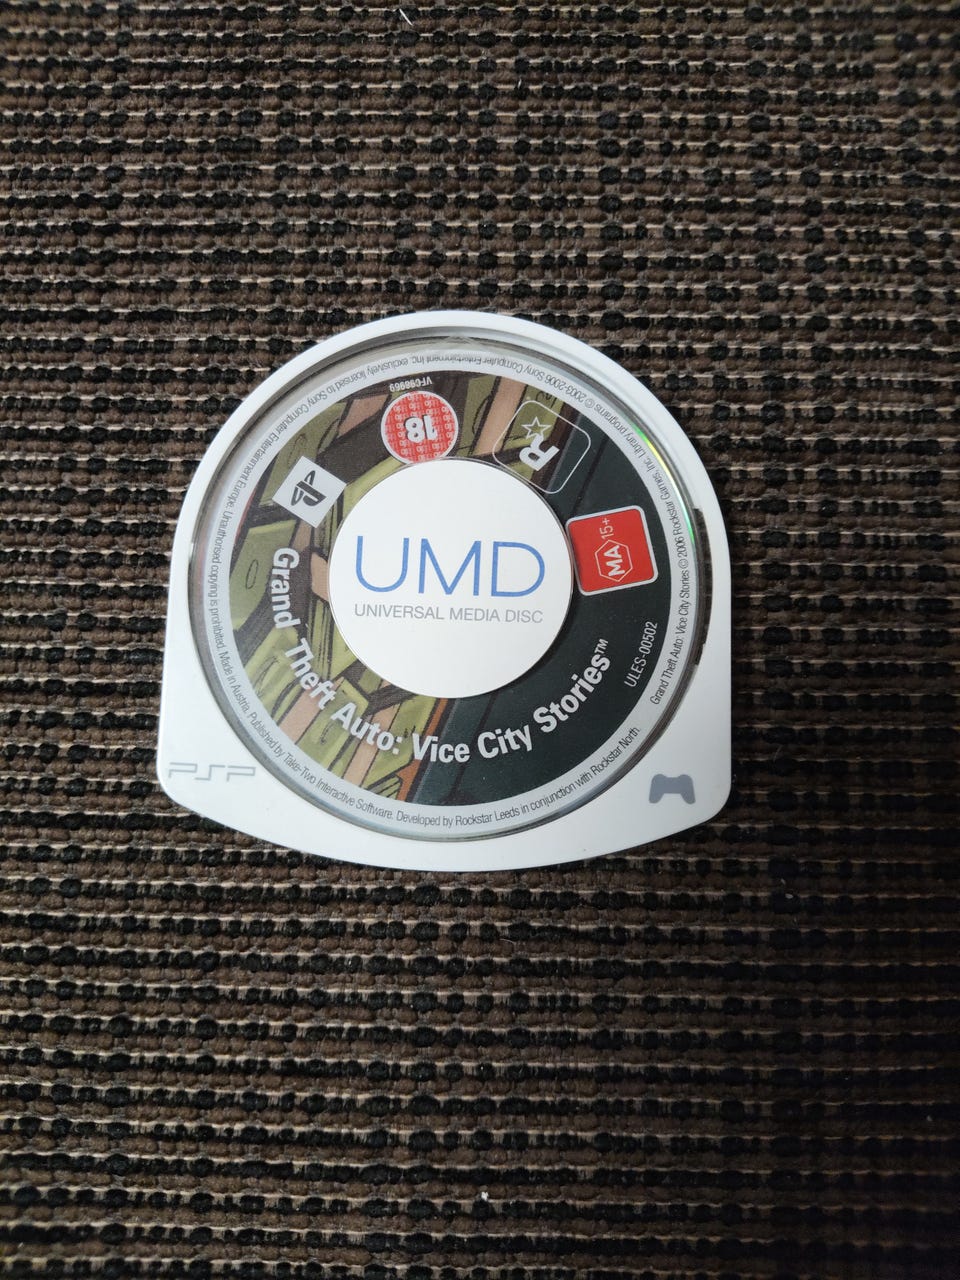 UMD
UNIVERSAL MEDIA DISC
Grand Theft Auto: Vice City Stories™
18
VFC98969
R
MA 15+
ULES-00502
PSP
Grand Theft Auto: Vice City Stories © 2006 Rockstar Games, Inc. Library programs © 2003-2006 Sony Computer Entertainment Inc. exclusively licensed to Sony Computer Entertainment Europe. Unauthorised copying is prohibited. Made in Austria. Published by Take-Two Interactive Software. Developed by Rockstar Leeds in conjunction with Rockstar North.